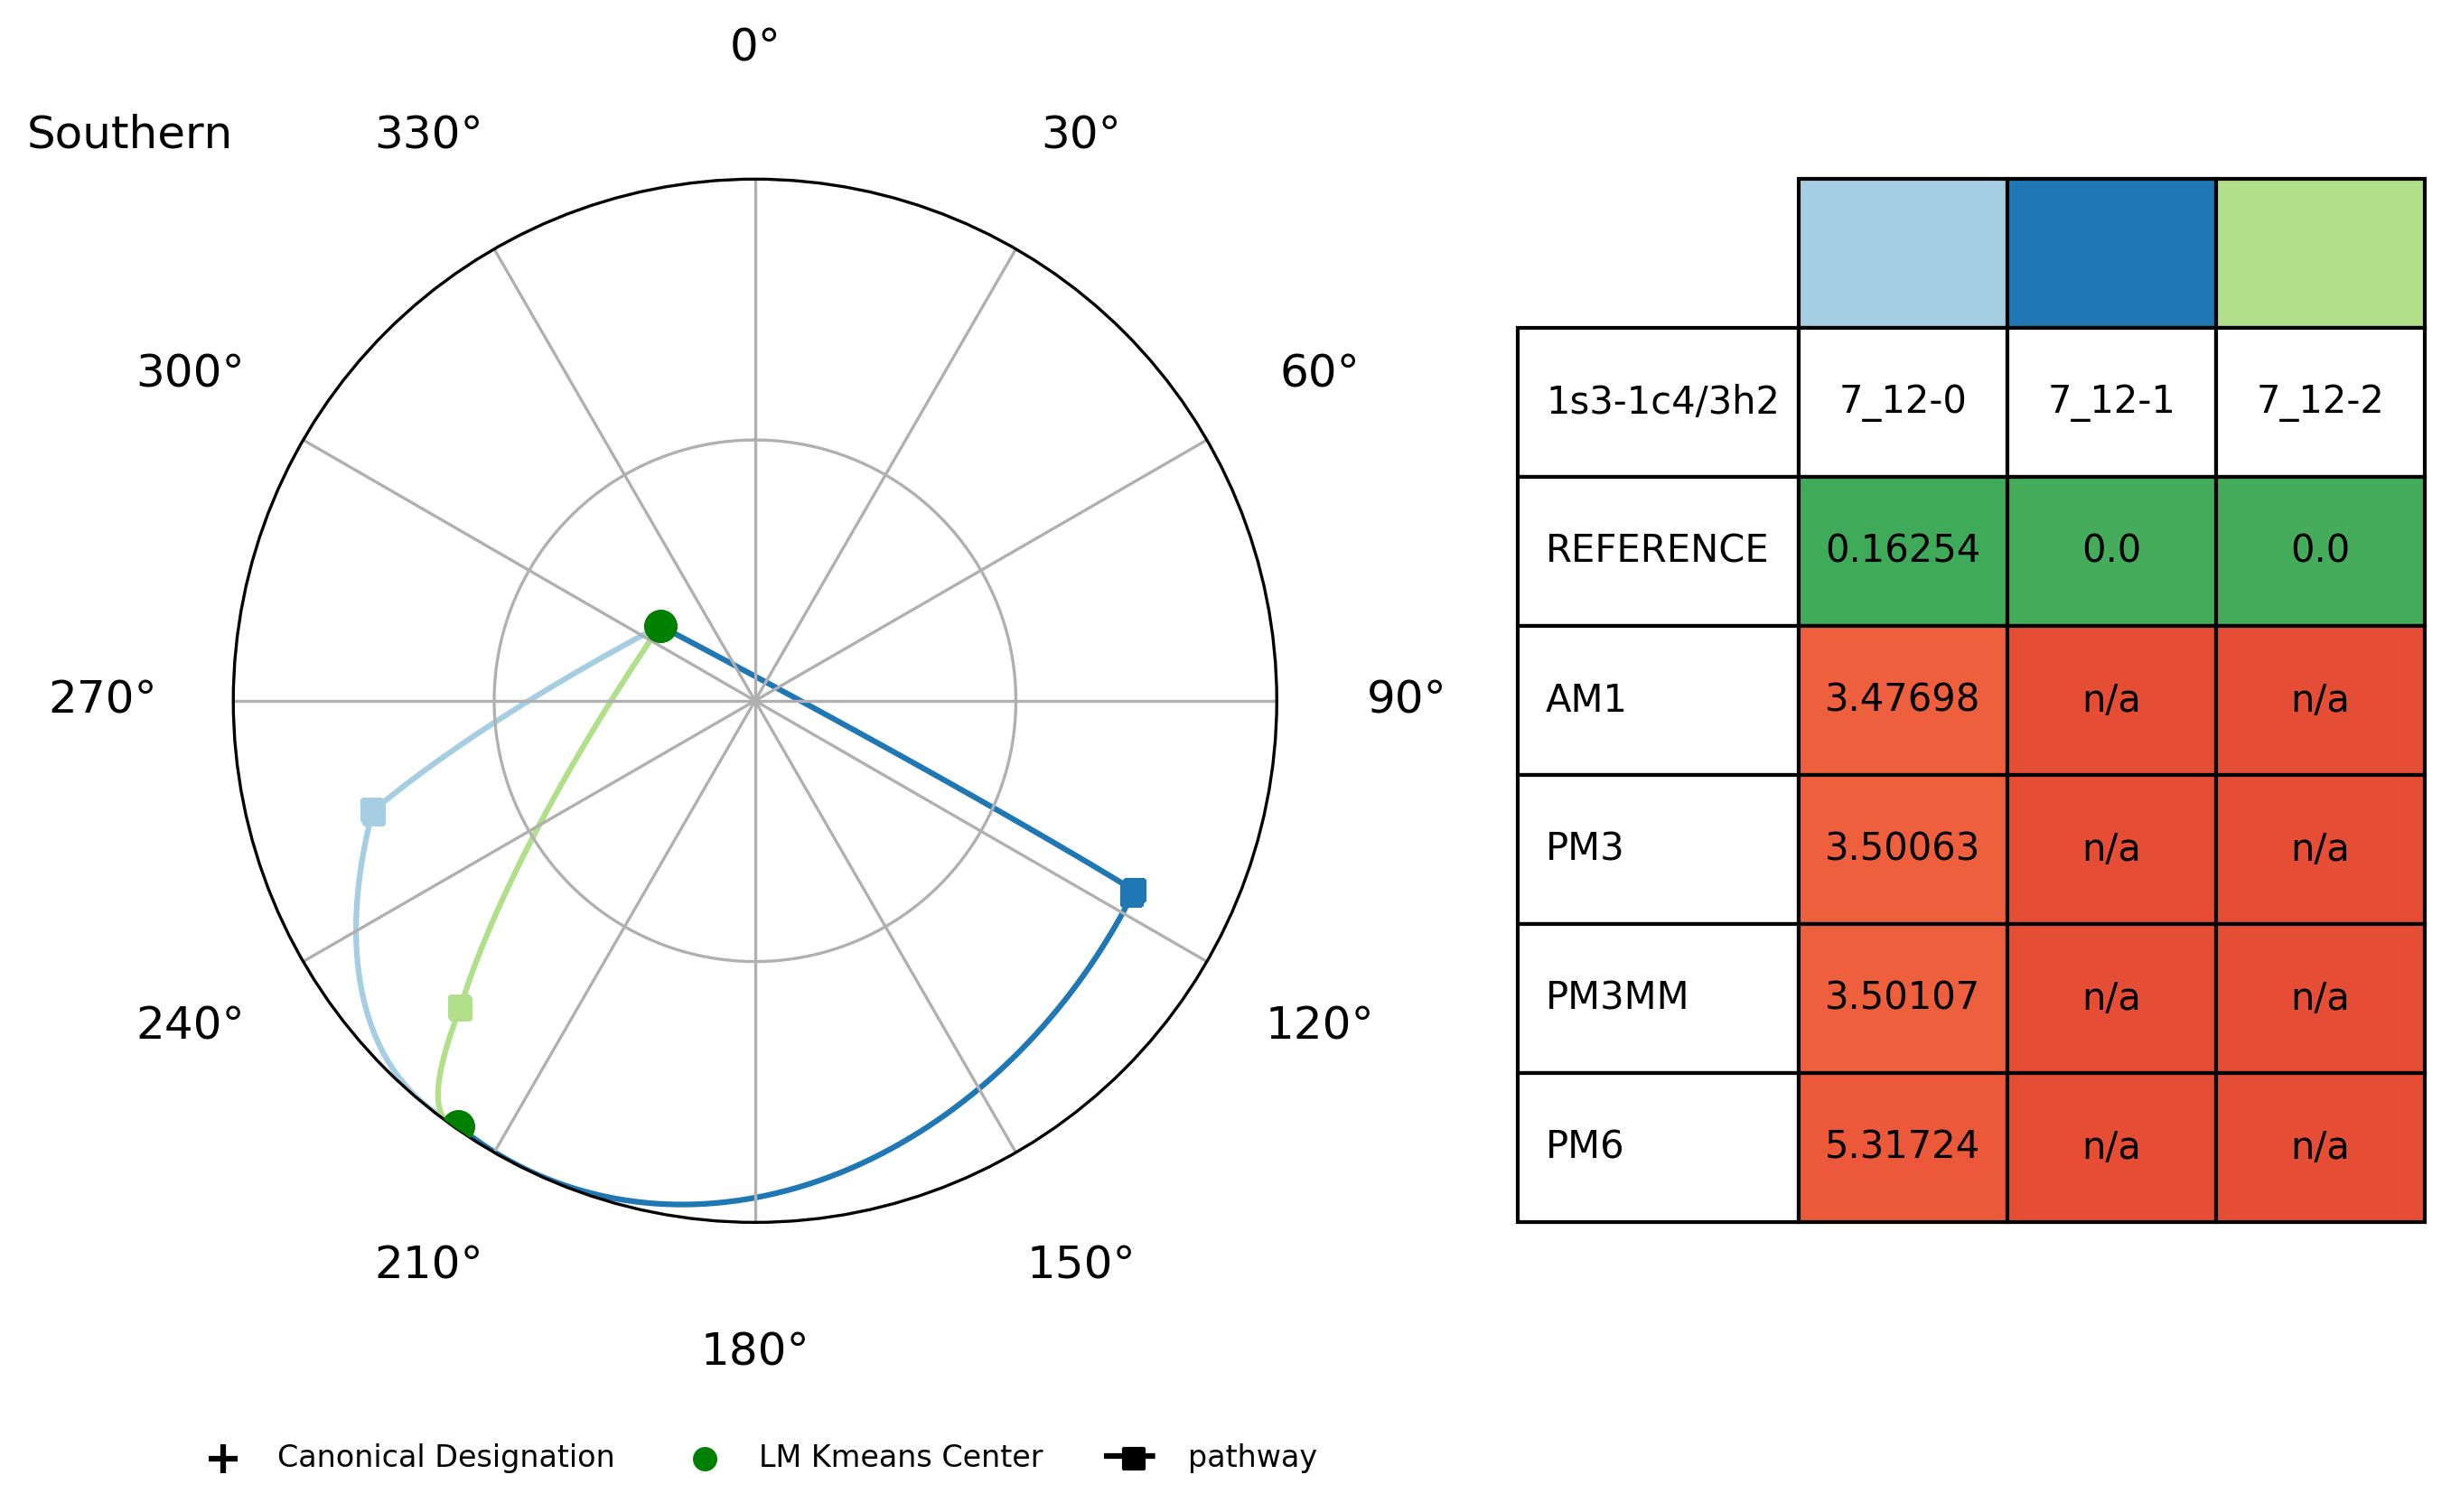 0°
Southern 330° 30°
300° 60°
270° 90°
240° 120°
210° 150°
180°
1s3-1c4/3h2 7_12-0 7_12-1 7_12-2
REFERENCE 0.16254 0.0 0.0
AM1 3.47698 n/a n/a
PM3 3.50063 n/a n/a
PM3MM 3.50107 n/a n/a
PM6 5.31724 n/a n/a
Canonical Designation LM Kmeans Center pathway